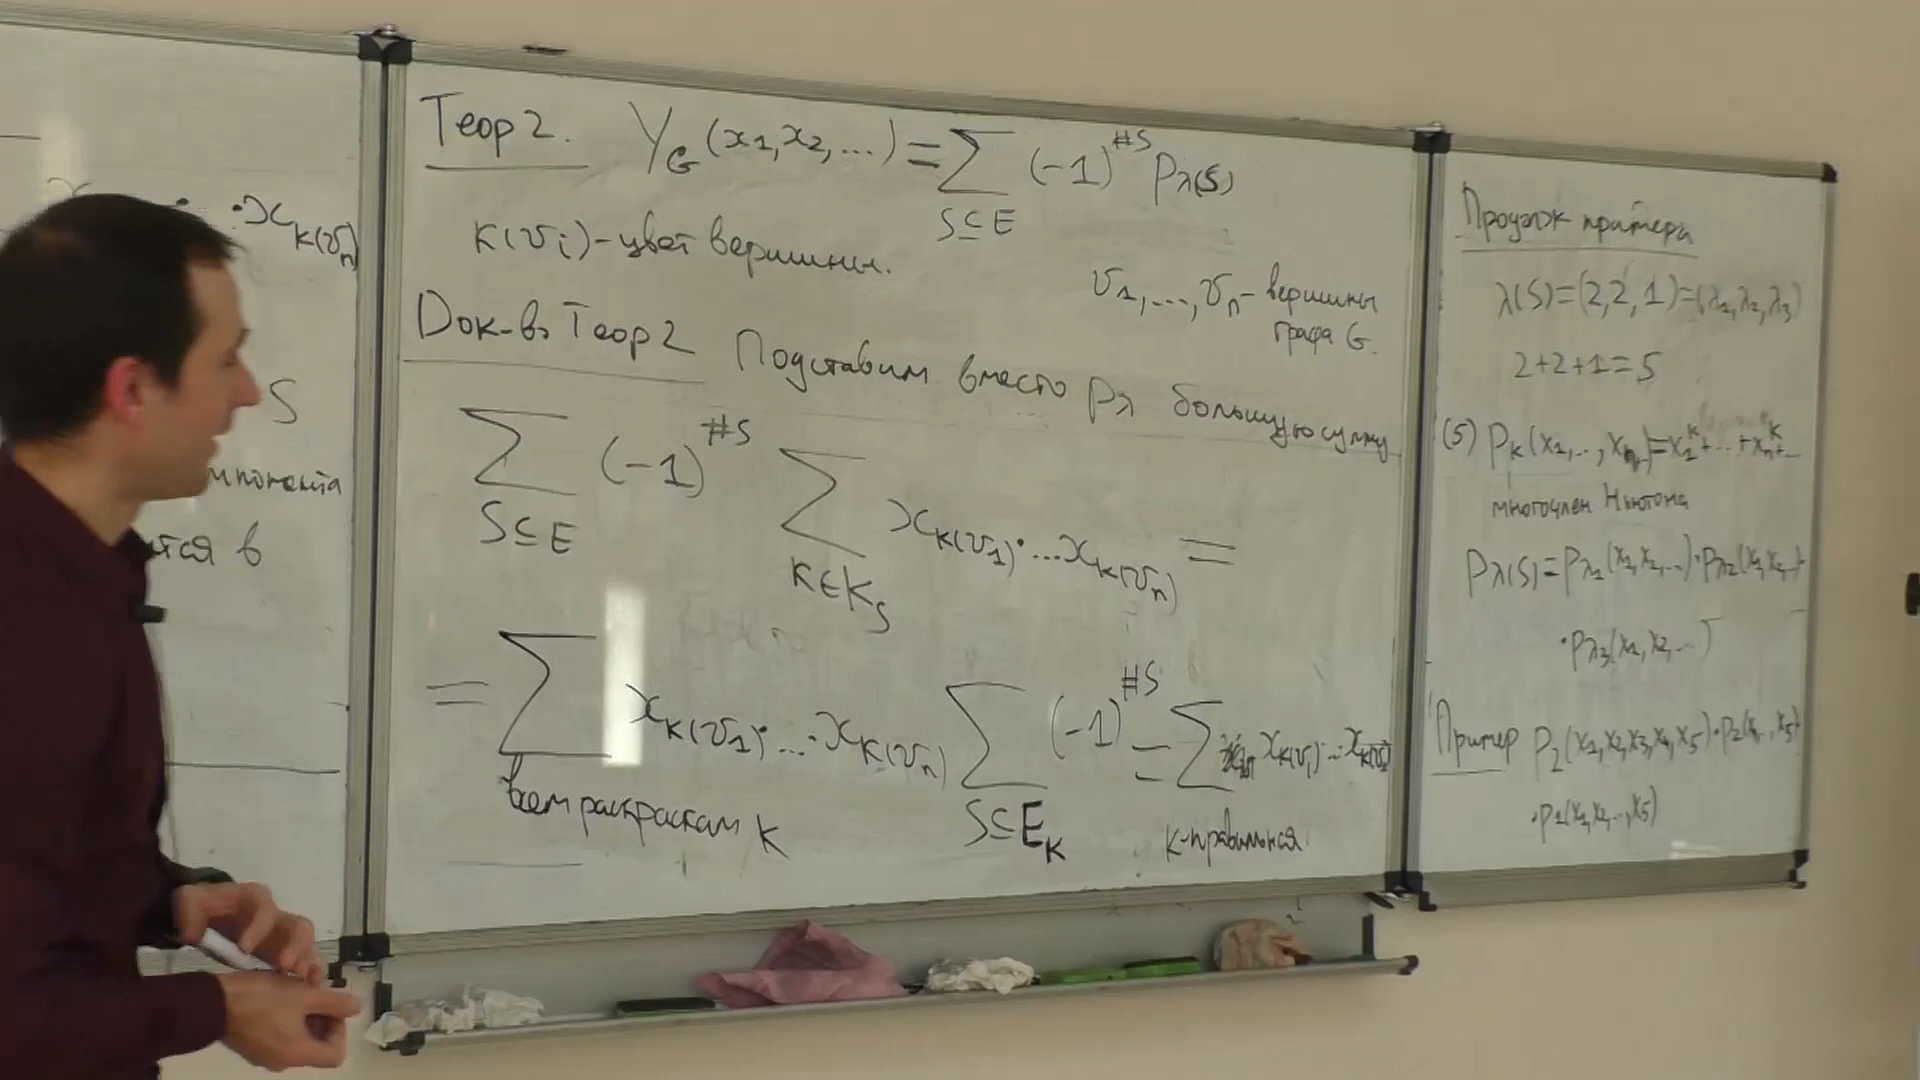 · x_{k(v_n)}
S
мпонента
тся в
Теор 2. Y_G(x_1, x_2, ...) = ∑_{S⊆E} (-1)^{#S} p_{λ(S)}
k(v_i) - цвет вершины.
v_1, ..., v_n - вершины
графа G.
Док-во Теор 2 Подставим вместо p_λ большую сумму
∑_{S⊆E} (-1)^{#S} ∑_{k∈K_S} x_{k(v_1)} · ... x_{k(v_n)} =
= ∑_{всем раскраскам k} x_{k(v_1)} · ... · x_{k(v_n)} ∑_{S⊆E_k} (-1)^{#S} = ∑_{k-правильная} x_{k(v_1)} ... x_{k(v_n)}
Продолж примера
λ(S) = (2,2,1) = (λ_1, λ_2, λ_3)
2+2+1=5
(5) p_k(x_1, .., x_n, ..) = x_1^k + ... + x_n^k + ...
многочлен Ньютона
p_{λ(S)} = p_{λ_1}(x_1, x_2, ...) · p_{λ_2}(x_1, x_2, ...)
· p_{λ_3}(x_1, x_2, ...)
Пример p_2(x_1, x_2, x_3, x_4, x_5) · p_2(x_1, .., x_5)
· p_1(x_1, x_2, ..., x_5)